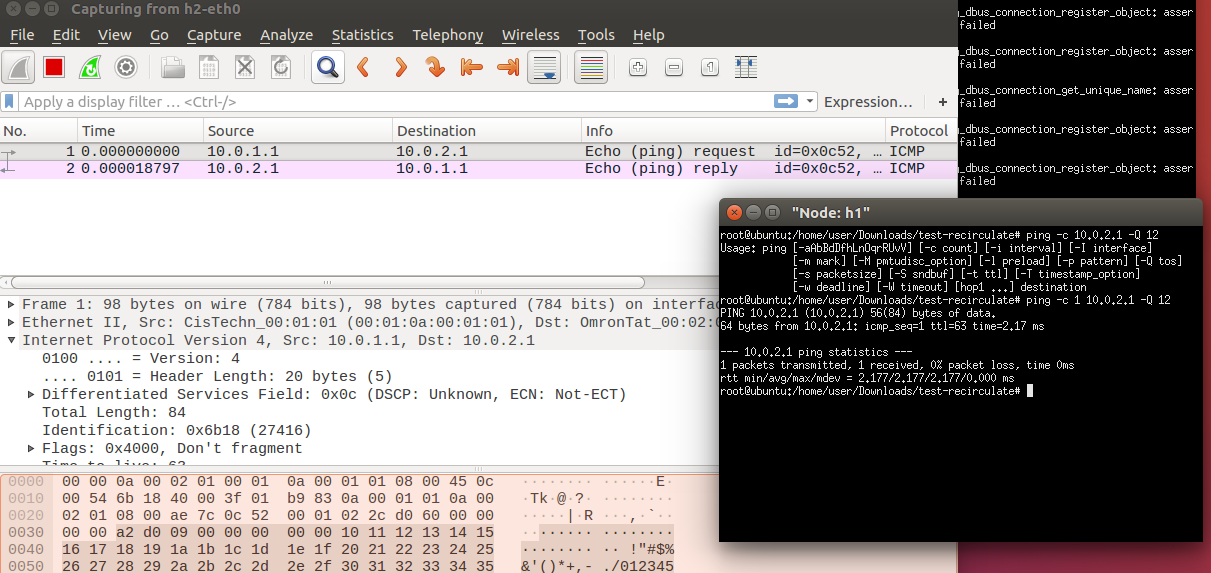 Capturing from h2-eth0
File Edit View Go Capture Analyze Statistics Telephony Wireless Tools Help
Apply a display filter … <Ctrl-/>
Expression… +
No. Time Source Destination Info Protocol
1 0.000000000 10.0.1.1 10.0.2.1 Echo (ping) request id=0x0c52, … ICMP
2 0.000018797 10.0.2.1 10.0.1.1 Echo (ping) reply id=0x0c52, … ICMP
Frame 1: 98 bytes on wire (784 bits), 98 bytes captured (784 bits) on interfac
Ethernet II, Src: CisTechn_00:01:01 (00:01:0a:00:01:01), Dst: OmronTat_00:02:0
Internet Protocol Version 4, Src: 10.0.1.1, Dst: 10.0.2.1
0100 .... = Version: 4
.... 0101 = Header Length: 20 bytes (5)
Differentiated Services Field: 0x0c (DSCP: Unknown, ECN: Not-ECT)
Total Length: 84
Identification: 0x6b18 (27416)
Flags: 0x4000, Don't fragment
Time to live: 63
0000 00 00 0a 00 02 01 00 01 0a 00 01 01 08 00 45 0c ·············· E·
0010 00 54 6b 18 40 00 3f 01 b9 83 0a 00 01 01 0a 00 ·Tk·@·?· ········
0020 02 01 08 00 ae 7c 0c 52 00 01 02 2c d0 60 00 00 ·····|·R ···,·`··
0030 00 00 a2 d0 09 00 00 00 00 00 10 11 12 13 14 15 ········ ········
0040 16 17 18 19 1a 1b 1c 1d 1e 1f 20 21 22 23 24 25 ········ ·· !"#$%
0050 26 27 28 29 2a 2b 2c 2d 2e 2f 30 31 32 33 34 35 &'()*+,- ./012345
_dbus_connection_register_object: asser
failed
_dbus_connection_register_object: asser
failed
_dbus_connection_get_unique_name: asser
failed
_dbus_connection_register_object: asser
failed
_dbus_connection_register_object: asser
failed
"Node: h1"
root@ubuntu:/home/user/Downloads/test-recirculate# ping -c 10.0.2.1 -Q 12
Usage: ping [-aAbBdDfhLnOqrRUvV] [-c count] [-i interval] [-I interface]
[-m mark] [-M pmtudisc_option] [-l preload] [-p pattern] [-Q tos]
[-s packetsize] [-S sndbuf] [-t ttl] [-T timestamp_option]
[-w deadline] [-W timeout] [hop1 ...] destination
root@ubuntu:/home/user/Downloads/test-recirculate# ping -c 1 10.0.2.1 -Q 12
PING 10.0.2.1 (10.0.2.1) 56(84) bytes of data.
64 bytes from 10.0.2.1: icmp_seq=1 ttl=63 time=2.17 ms
--- 10.0.2.1 ping statistics ---
1 packets transmitted, 1 received, 0% packet loss, time 0ms
rtt min/avg/max/mdev = 2.177/2.177/2.177/0.000 ms
root@ubuntu:/home/user/Downloads/test-recirculate#